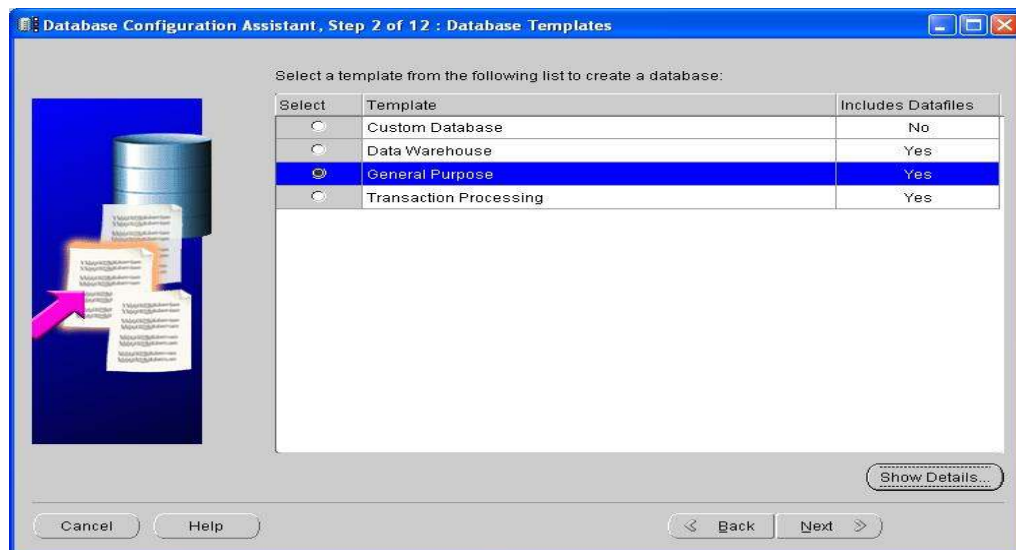 Database Configuration Assistant, Step 2 of 12 : Database Templates
Select a template from the following list to create a database:
Select Template Includes Datafiles
Custom Database No
Data Warehouse Yes
General Purpose Yes
Transaction Processing Yes
Show Details...
Cancel Help Back Next